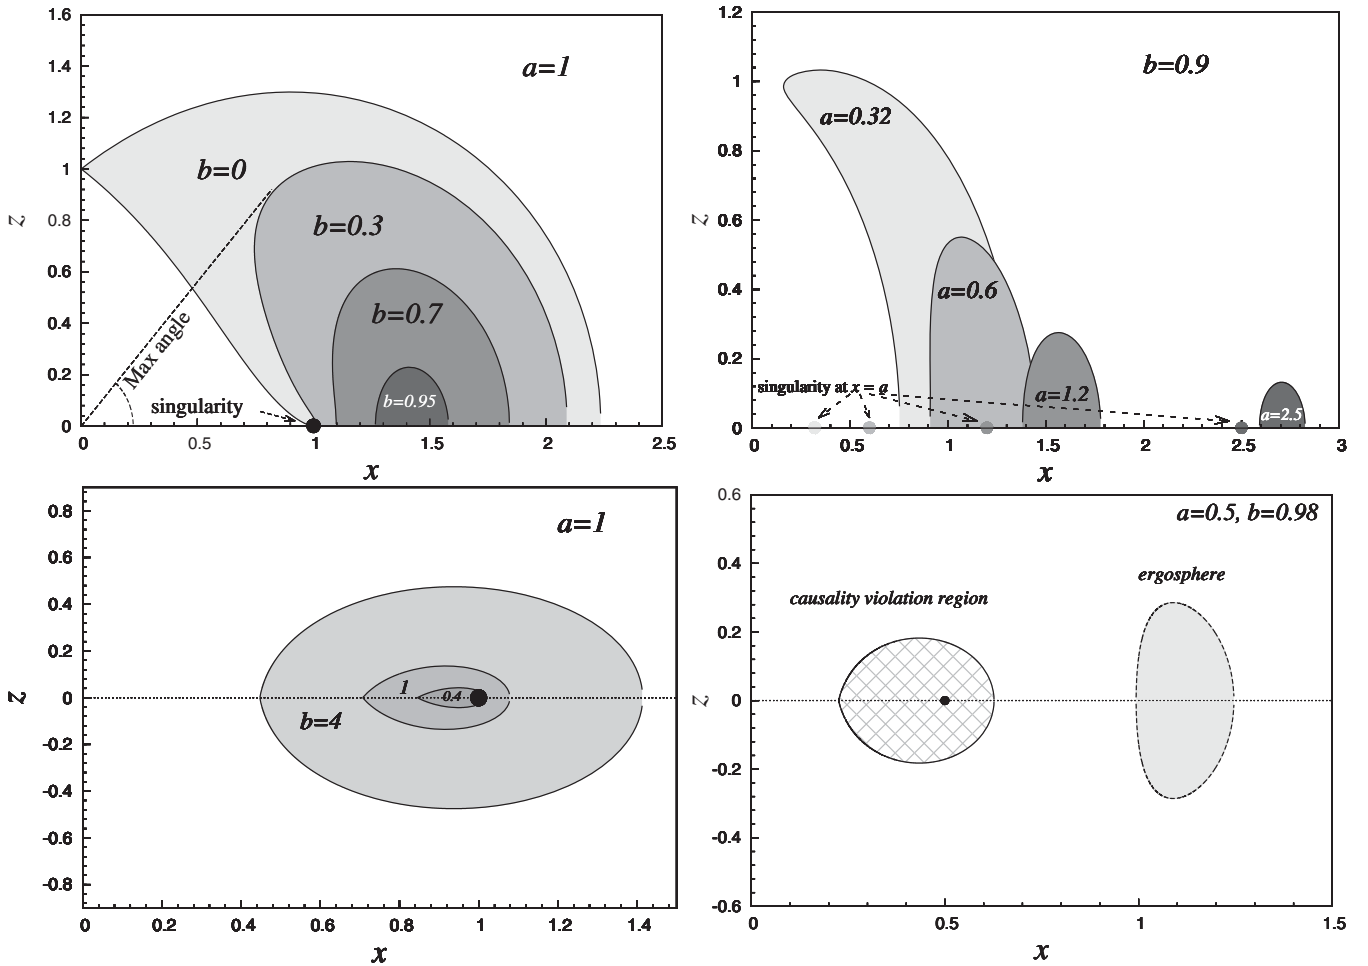 1.6
1.4
1.2
1
0.8
0.6
0.4
0.2
0
z
a=1
b=0
b=0.3
b=0.7
b=0.95
Max angle
singularity
0
0.5
1
1.5
2
2.5
x
1.2
1
0.8
0.6
0.4
0.2
0
z
b=0.9
a=0.32
a=0.6
singularity at x = a
a=1.2
a=2.5
0
0.5
1
1.5
2
2.5
3
x
0.8
0.6
0.4
0.2
0
-0.2
-0.4
-0.6
-0.8
z
a=1
1
0.4
b=4
0
0.2
0.4
0.6
0.8
1
1.2
1.4
x
0.6
0.4
0.2
0
-0.2
-0.4
-0.6
z
a=0.5, b=0.98
ergosphere
causality violation region
0
0.5
1
1.5
x